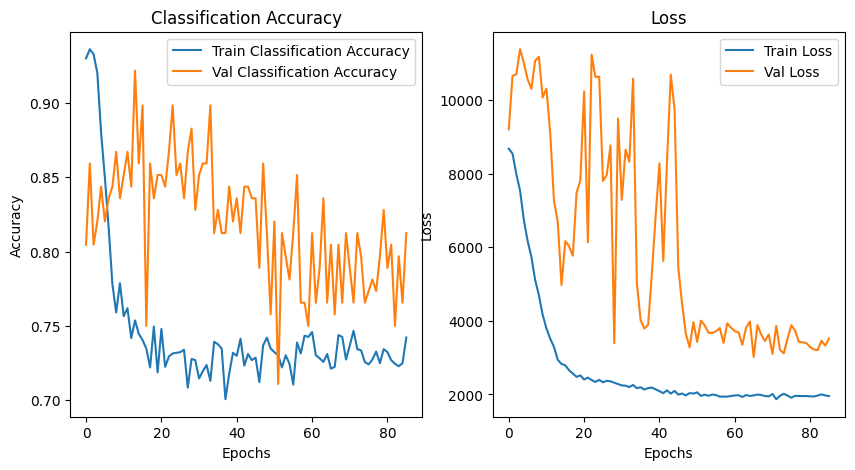 Classification Accuracy
Train Classification Accuracy
Val Classification Accuracy
Accuracy
0.90
0.85
0.80
0.75
0.70
0 20 40 60 80
Epochs
Loss
Train Loss
Val Loss
Loss
10000
8000
6000
4000
2000
0 20 40 60 80
Epochs